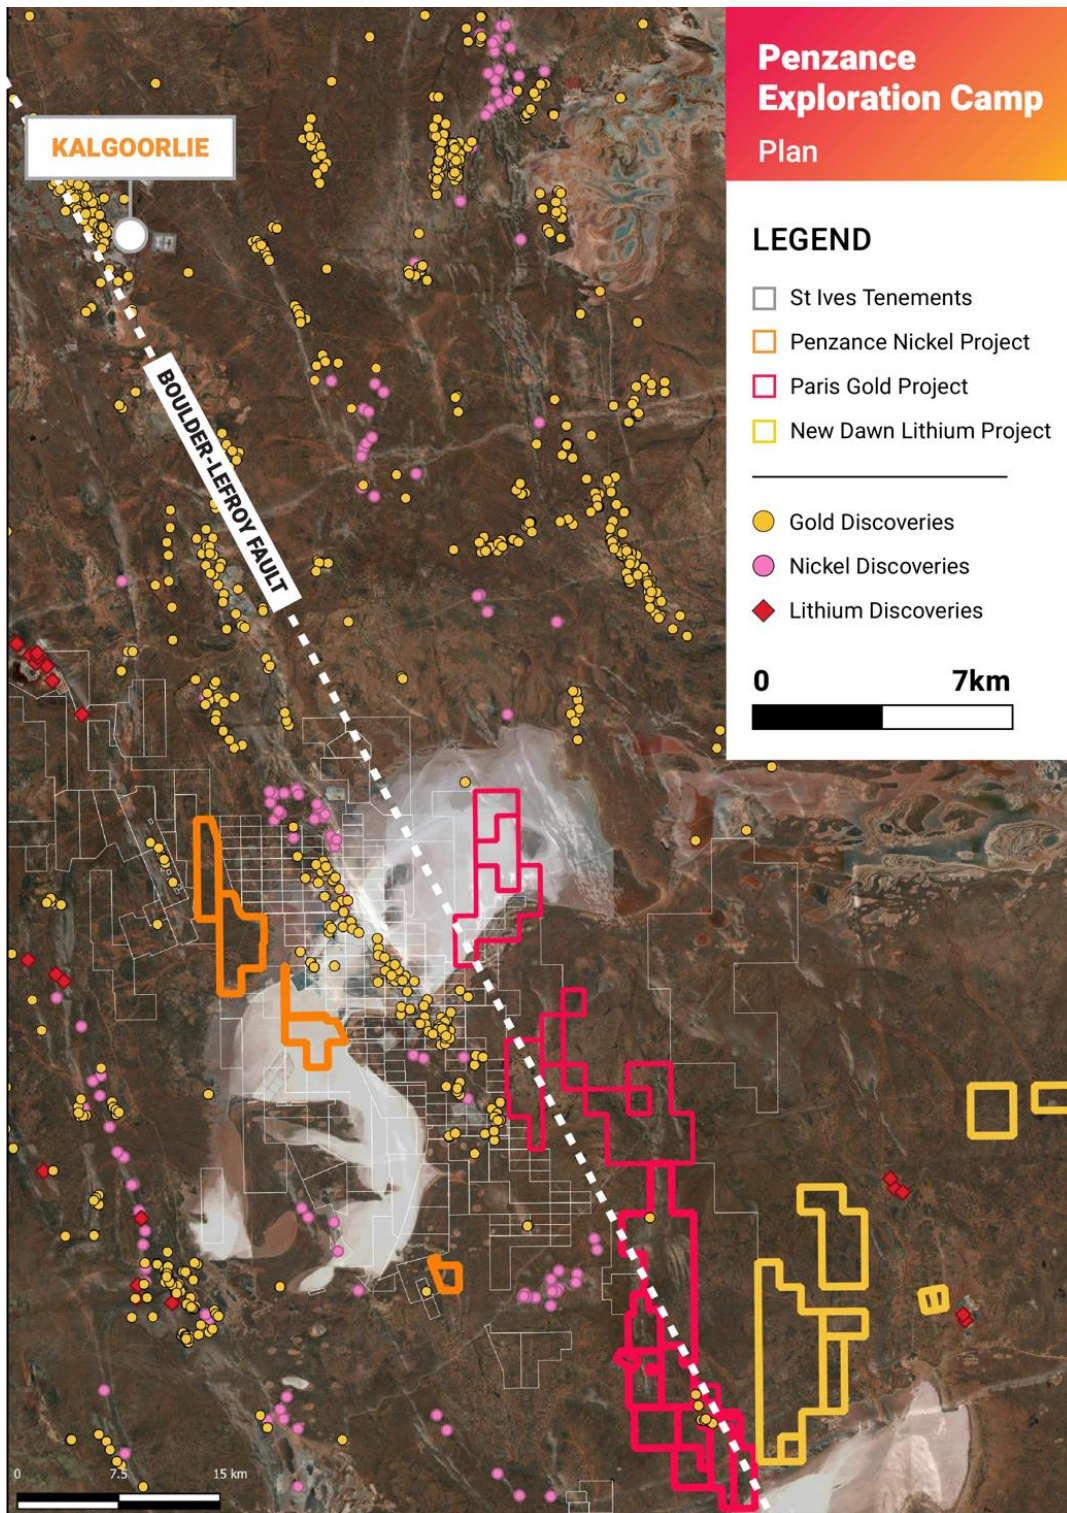 Penzance
Exploration Camp
Plan
KALGOORLIE
LEGEND
St Ives Tenements
Penzance Nickel Project
Paris Gold Project
New Dawn Lithium Project
BOULDER-LEFROY FAULT
Gold Discoveries
Nickel Discoveries
Lithium Discoveries
0 7km
0 7.5 15 km